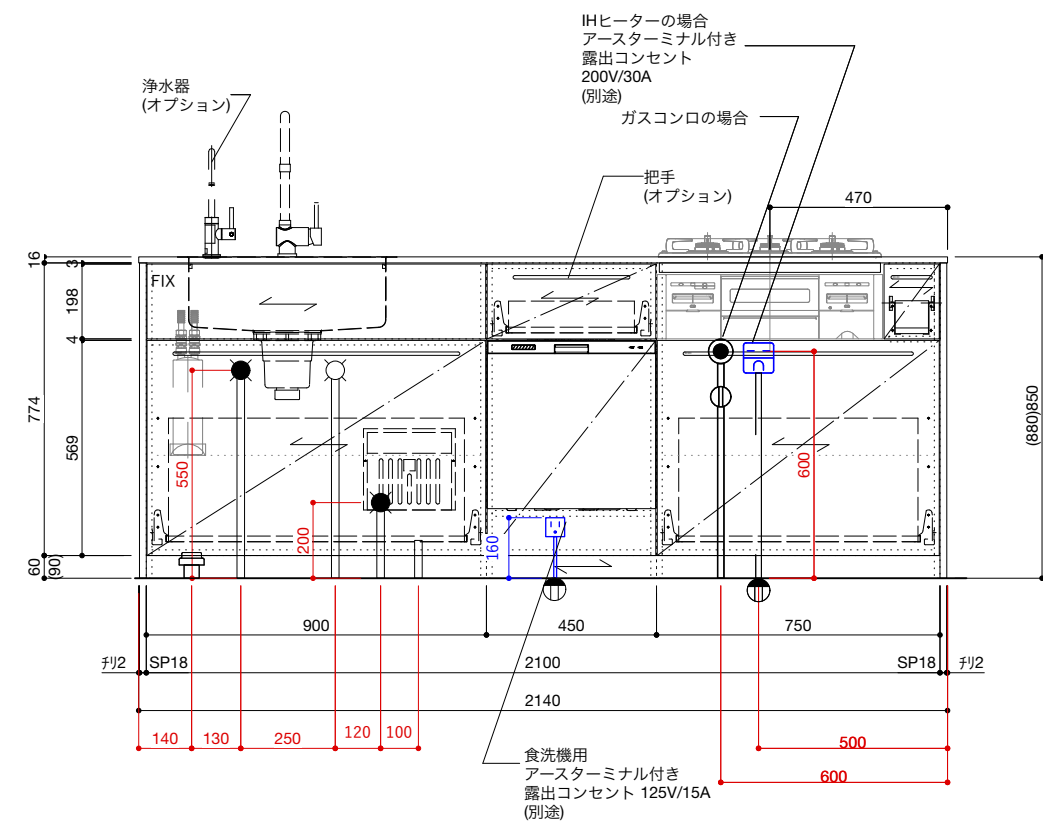 IHヒーターの場合
アースターミナル付き
露出コンセント
200V/30A
(別途)
ガスコンロの場合
浄水器
(オプション)
把手
(オプション)
470
16
3
198
4
774
569
60
(90)
FIX
550
200
160
600
(880)850
900
450
750
ﾁﾘ2
SP18
2100
SP18
ﾁﾘ2
2140
140
130
250
120
100
500
600
食洗機用
アースターミナル付き
露出コンセント 125V/15A
(別途)